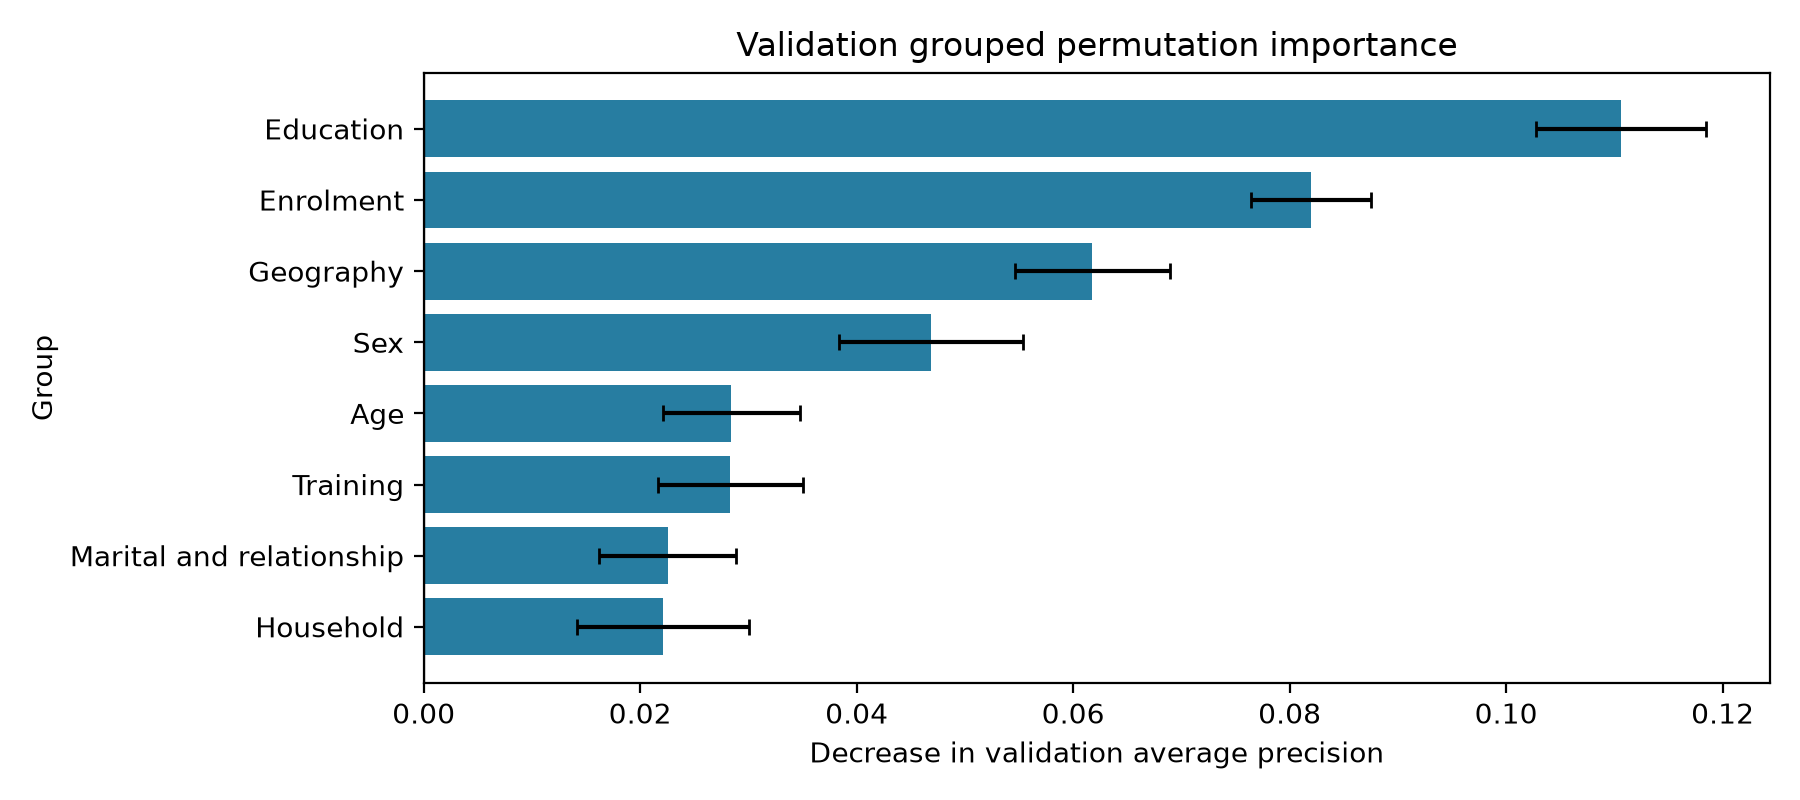 Validation grouped permutation importance
Group
Education
Enrolment
Geography
Sex
Age
Training
Marital and relationship
Household
0.00 0.02 0.04 0.06 0.08 0.10 0.12
Decrease in validation average precision